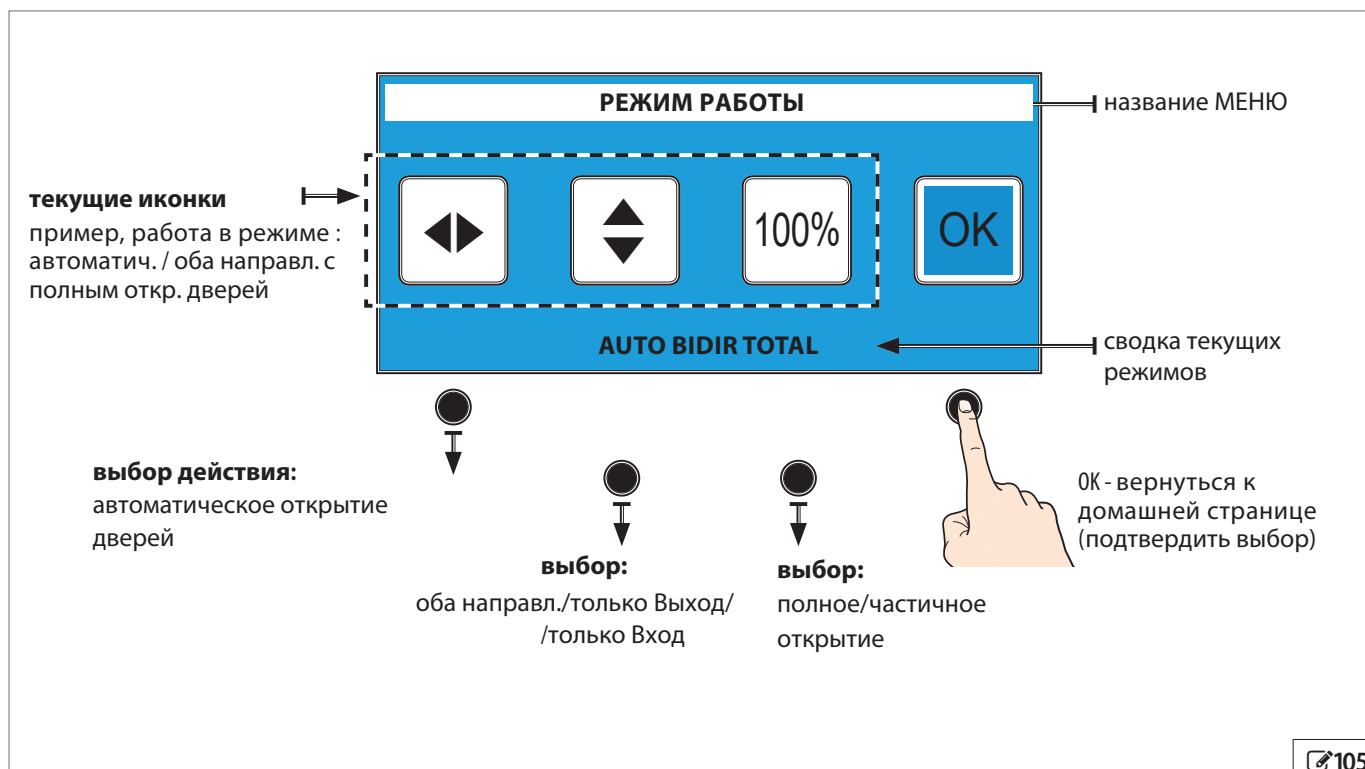 РЕЖИМ РАБОТЫ
название МЕНЮ
текущие иконки
пример, работа в режиме :
автоматич. / оба направл. с
полным откр. дверей
100%
OK
AUTO BIDIR TOTAL
сводка текущих
режимов
выбор действия:
автоматическое открытие
дверей
выбор:
оба направл./только Выход/
/только Вход
выбор:
полное/частичное
открытие
OK - вернуться к
домашней странице
(подтвердить выбор)
105